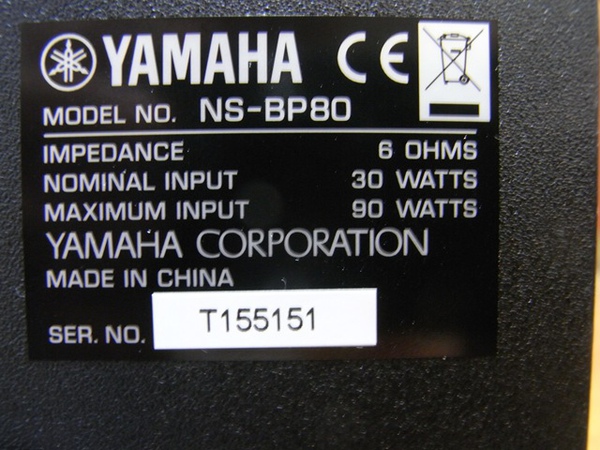 YAMAHA CE
MODEL NO. NS-BP80
IMPEDANCE 6 OHMS
NOMINAL INPUT 30 WATTS
MAXIMUM INPUT 90 WATTS
YAMAHA CORPORATION
MADE IN CHINA
SER. NO. T155151